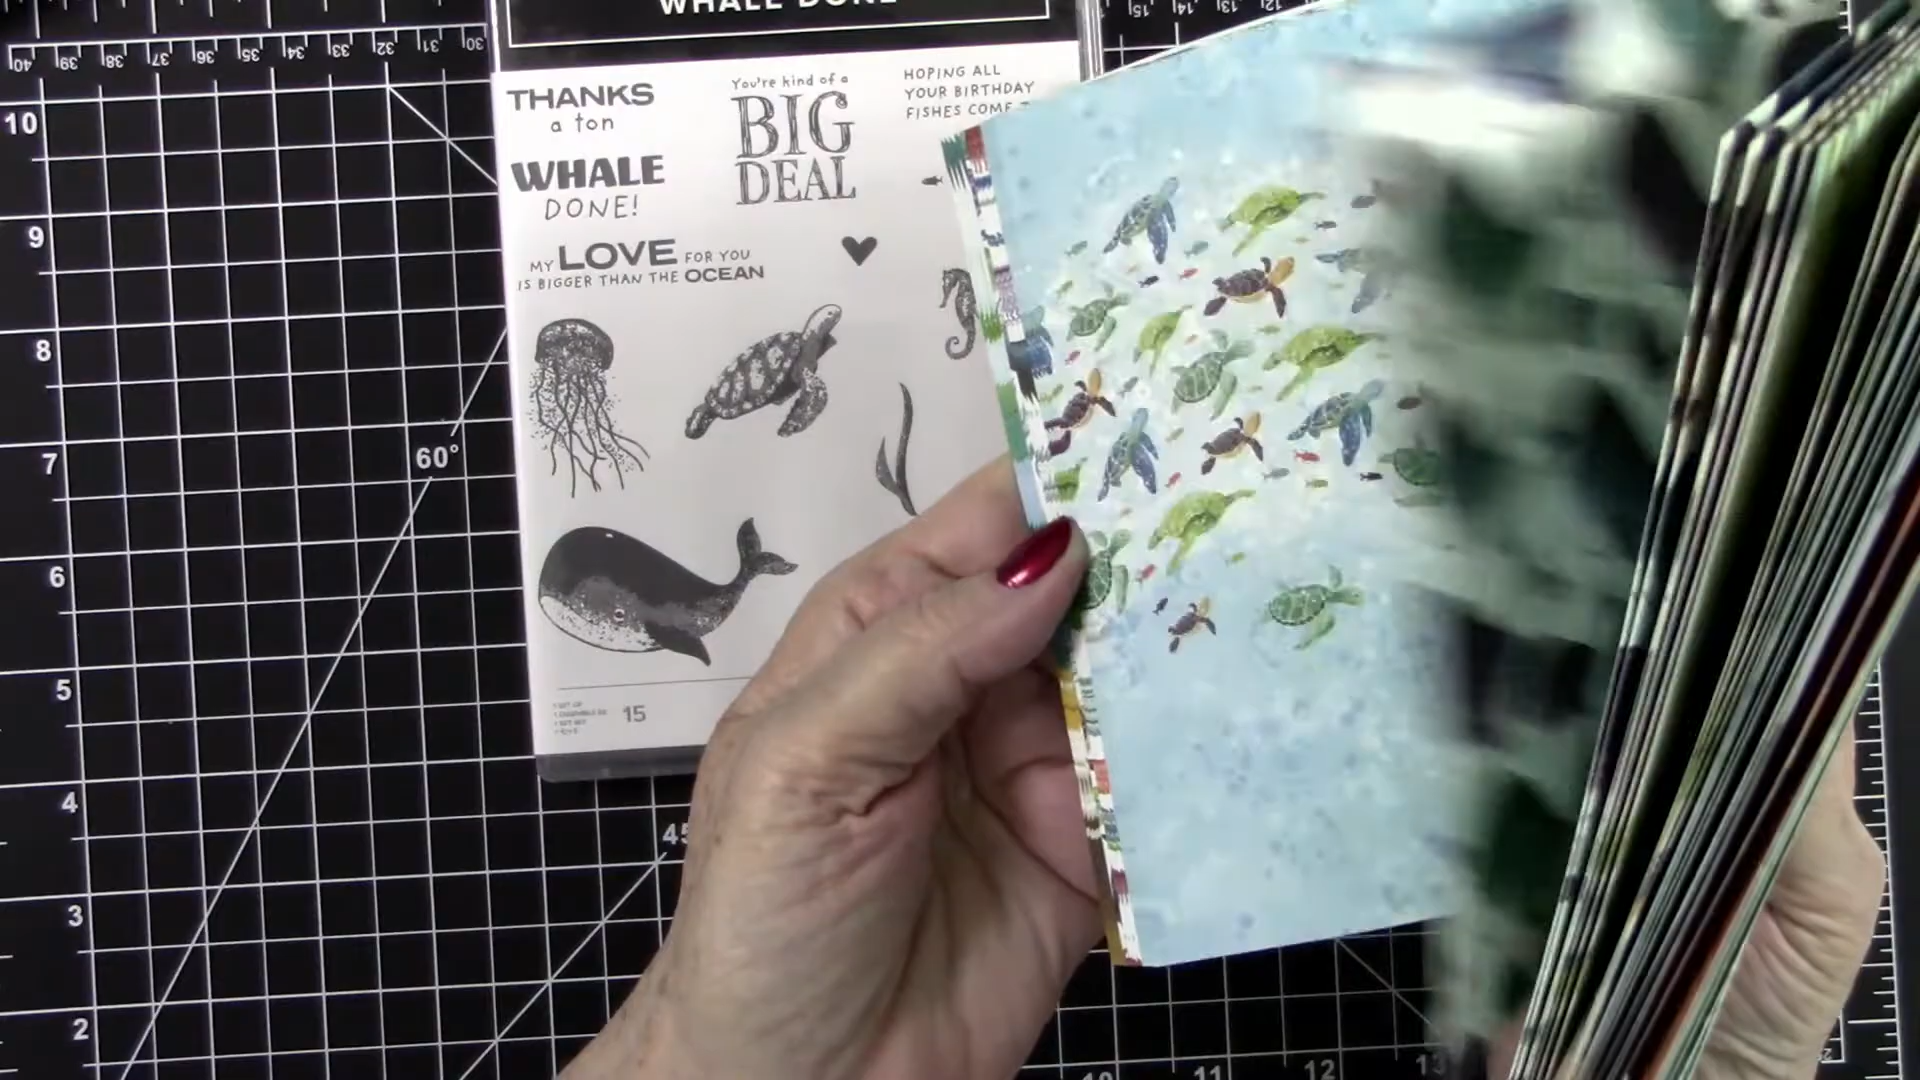 WHALE DONE
THANKS
a ton
WHALE
DONE!
MY LOVE FOR YOU
IS BIGGER THAN THE OCEAN
You're kind of a
BIG
DEAL
HOPING ALL
YOUR BIRTHDAY
FISHES COME
15
40 39 38 37 36 35 34 33 32 31 30
15 14 13 12
10
9
8
7
6
5
4
3
2
60°
45
10 11 12 13